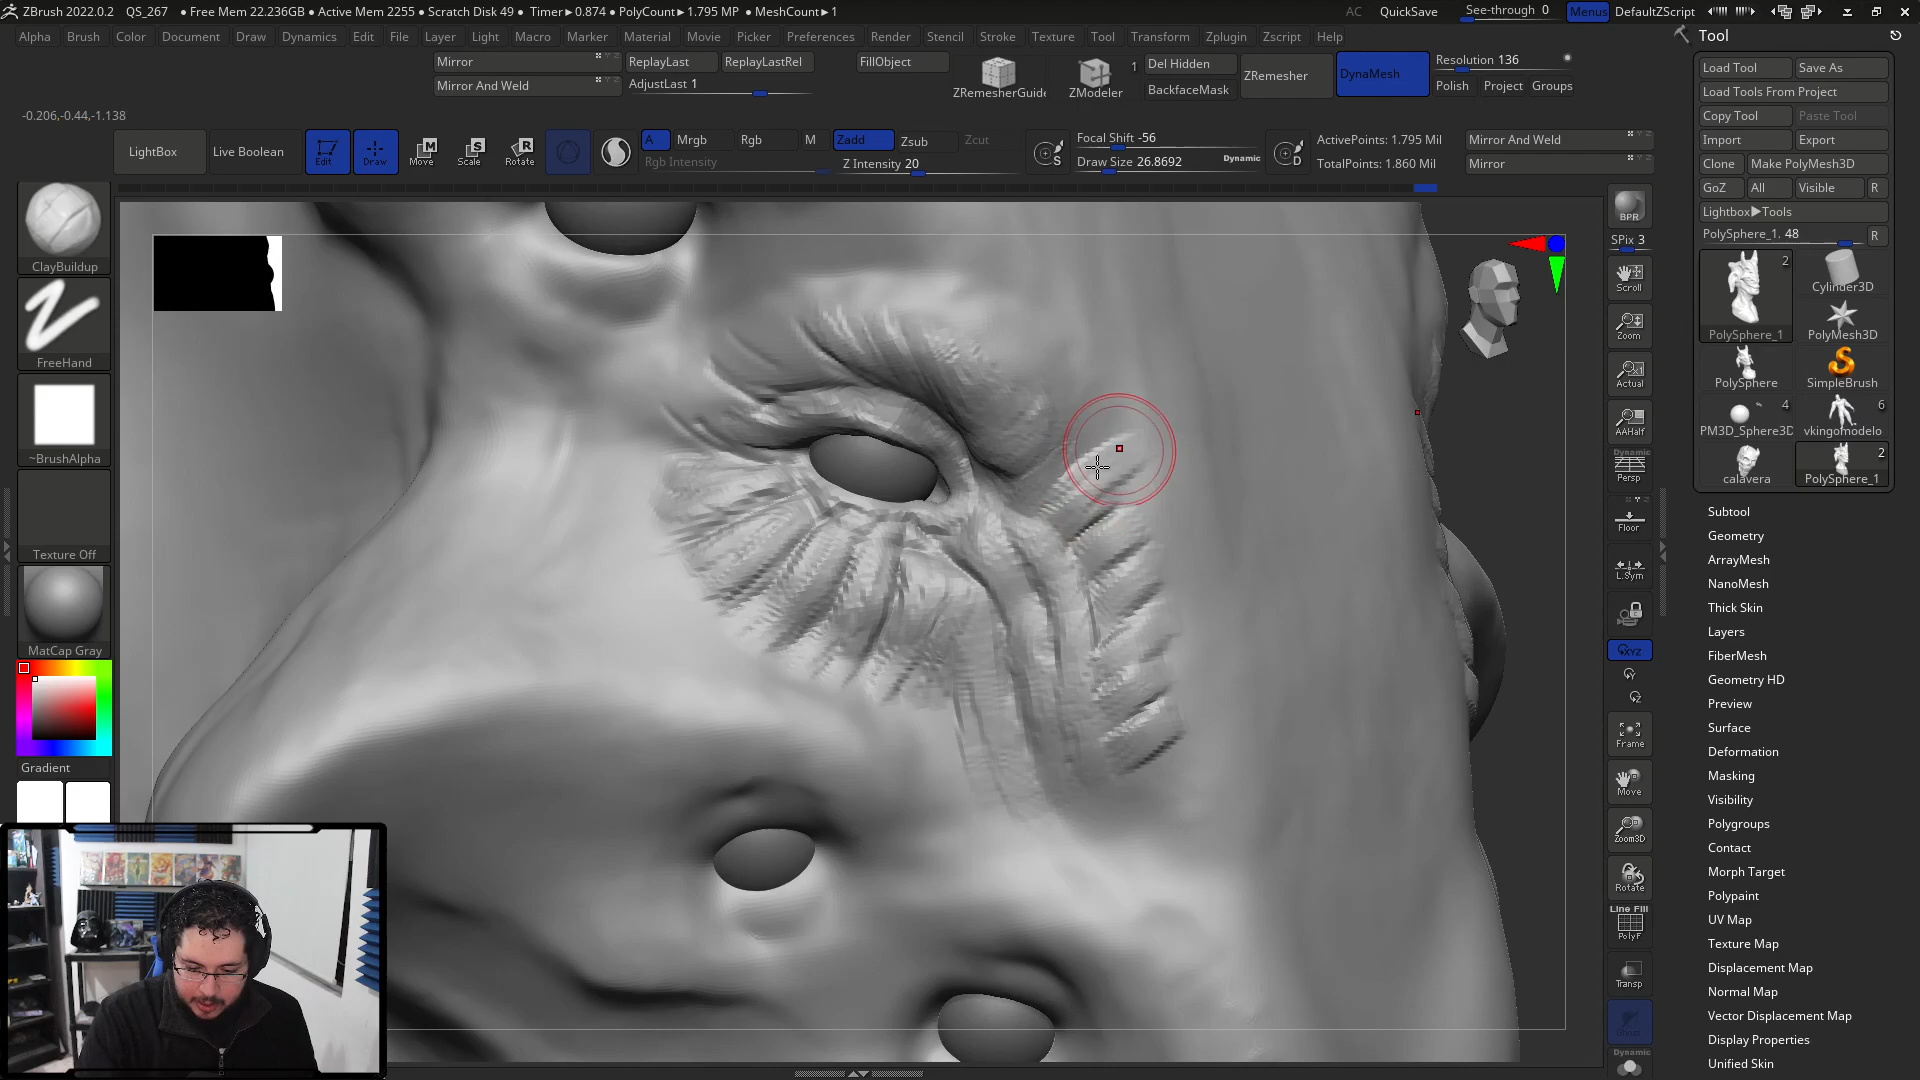 ZBrush 2022.0.2 QS_267 • Free Mem 22.236GB • Active Mem 2255 • Scratch Disk 49 • Timer►0.874 • PolyCount►1.795 MP • MeshCount►1
AC QuickSave See-through 0 Menus DefaultZScript
Alpha Brush Color Document Draw Dynamics Edit File Layer Light Macro Marker Material Movie Picker Preferences Render Stencil Stroke Texture Tool Transform Zplugin Zscript Help
Tool
Mirror ReplayLast ReplayLastRel FillObject
Mirror And Weld AdjustLast 1
ZRemesherGuide
1 ZModeler
Del Hidden
BackfaceMask
ZRemesher
DynaMesh
Resolution 136
Polish Project Groups
-0.206,-0.44,-1.138
LightBox
Live Boolean
Edit
Draw
Move
Scale
Rotate
A Mrgb Rgb M Zadd Zsub Zcut
Rgb Intensity Z Intensity 20
S
Focal Shift -56
Draw Size 26.8692 Dynamic
D
ActivePoints: 1.795 Mil
TotalPoints: 1.860 Mil
Mirror And Weld
Mirror
ClayBuildup
FreeHand
~BrushAlpha
Texture Off
MatCap Gray
Gradient
BPR
SPix 3
Scroll
Zoom
Actual
AAHalf
Dynamic
Persp
Floor
L.Sym
XYZ
Y
Z
Frame
Move
Zoom3D
Rotate
Line Fill
PolyF
Transp
Dynamic
Load Tool Save As
Load Tools From Project
Copy Tool Paste Tool
Import Export
Clone Make PolyMesh3D
GoZ All Visible R
Lightbox►Tools
PolySphere_1. 48 R
2
PolySphere_1
Cylinder3D
PolyMesh3D
PolySphere SimpleBrush
4 6
PM3D_Sphere3D vkingomodelo
2
calavera PolySphere_1
Subtool
Geometry
ArrayMesh
NanoMesh
Thick Skin
Layers
FiberMesh
Geometry HD
Preview
Surface
Deformation
Masking
Visibility
Polygroups
Contact
Morph Target
Polypaint
UV Map
Texture Map
Displacement Map
Normal Map
Vector Displacement Map
Display Properties
Unified Skin